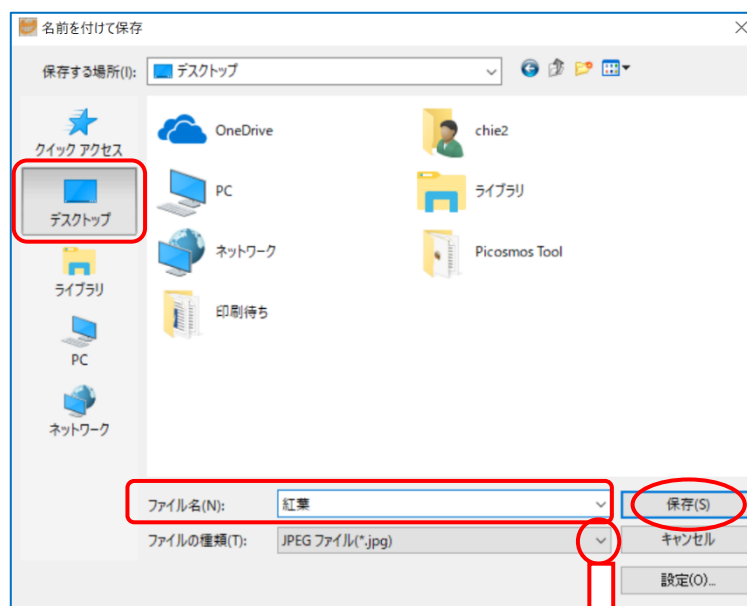 名前を付けて保存
保存する場所(I): デスクトップ
クイック アクセス
デスクトップ
ライブラリ
PC
ネットワーク
OneDrive
chie2
PC
ライブラリ
ネットワーク
Picosmos Tool
印刷待ち
ファイル名(N): 紅葉 保存(S)
ファイルの種類(T): JPEG ファイル(*.jpg) キャンセル
設定(O)...